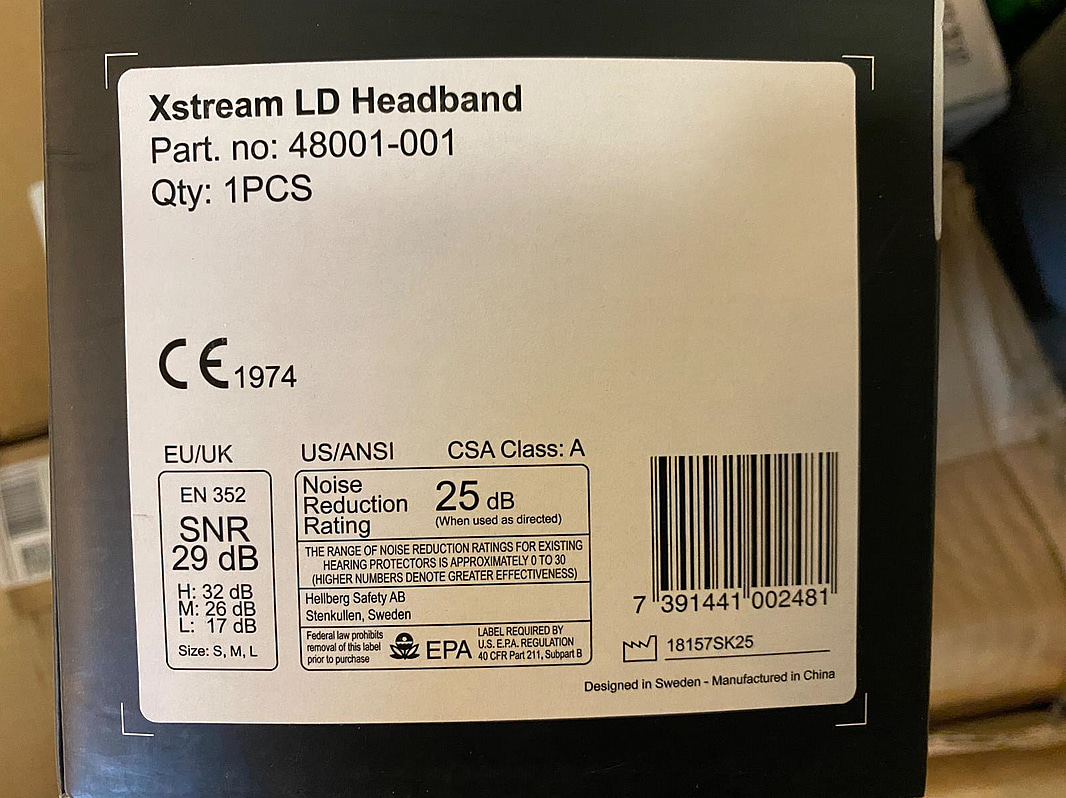 Xstream LD Headband
Part. no: 48001-001
Qty: 1PCS
CE 1974
EU/UK
EN 352
SNR
29 dB
H: 32 dB
M: 26 dB
L: 17 dB
Size: S, M, L
US/ANSI CSA Class: A
Noise
Reduction
Rating
25 dB
(When used as directed)
THE RANGE OF NOISE REDUCTION RATINGS FOR EXISTING
HEARING PROTECTORS IS APPROXIMATELY 0 TO 30
(HIGHER NUMBERS DENOTE GREATER EFFECTIVENESS)
Hellberg Safety AB
Stenkullen, Sweden
Federal law prohibits
removal of this label
prior to purchase
EPA
LABEL REQUIRED BY
U.S. E.P.A. REGULATION
40 CFR Part 211, Subpart B
7 391441 002481
18157SK25
Designed in Sweden - Manufactured in China